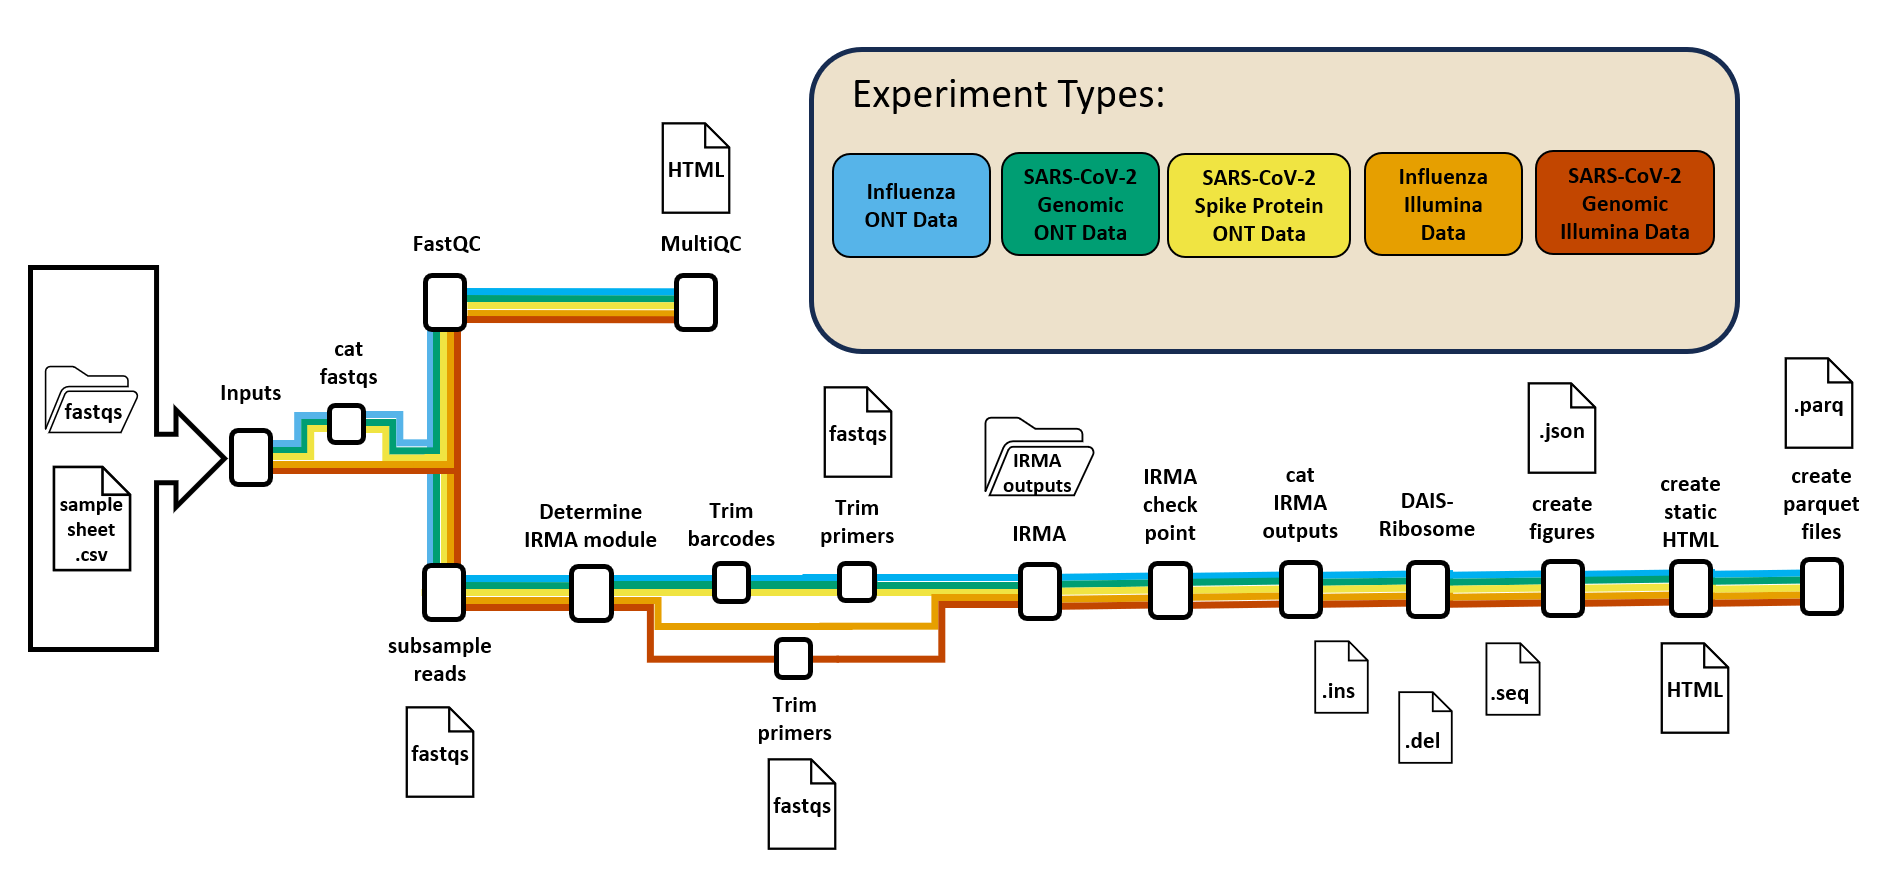 Experiment Types:
Influenza
ONT Data
SARS-CoV-2
Genomic
ONT Data
SARS-CoV-2
Spike Protein
ONT Data
Influenza
Illumina
Data
SARS-CoV-2
Genomic
Illumina Data
HTML
FastQC
MultiQC
fastqs
sample
sheet
.csv
Inputs
cat
fastqs
subsample
reads
fastqs
Determine
IRMA module
Trim
barcodes
fastqs
Trim
primers
Trim
primers
fastqs
IRMA
outputs
IRMA
IRMA
check
point
cat
IRMA
outputs
DAIS-
Ribosome
.ins
.del
.seq
.json
create
figures
create
static
HTML
HTML
.parq
create
parquet
files